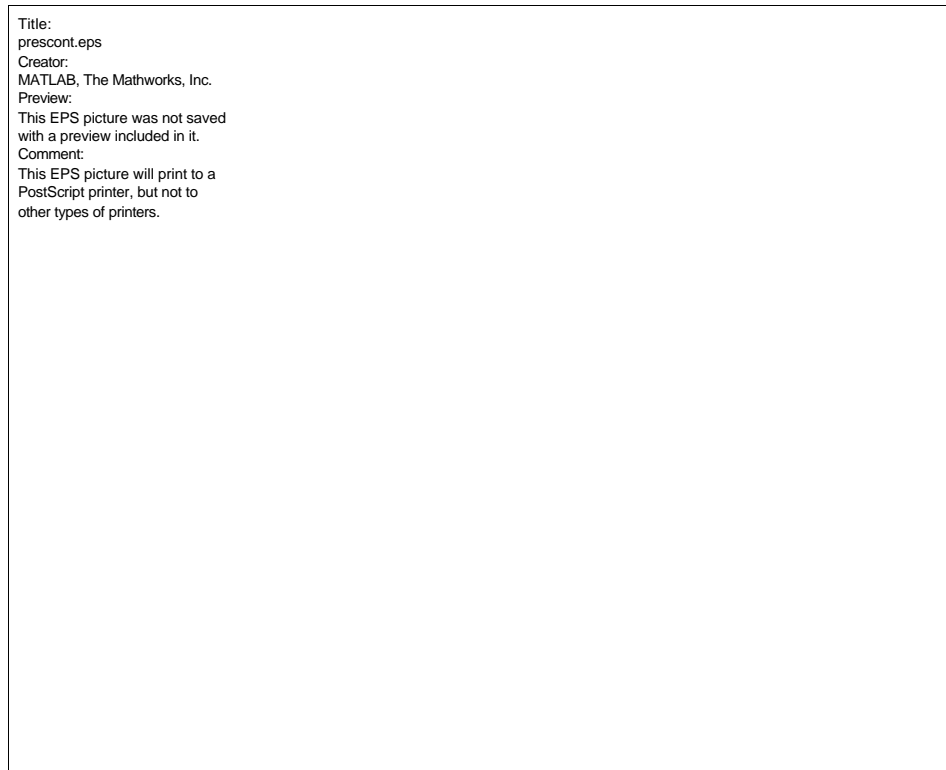 Title:
prescont.eps
Creator:
MATLAB, The Mathworks, Inc.
Preview:
This EPS picture was not saved
with a preview included in it.
Comment:
This EPS picture will print to a
PostScript printer, but not to
other types of printers.